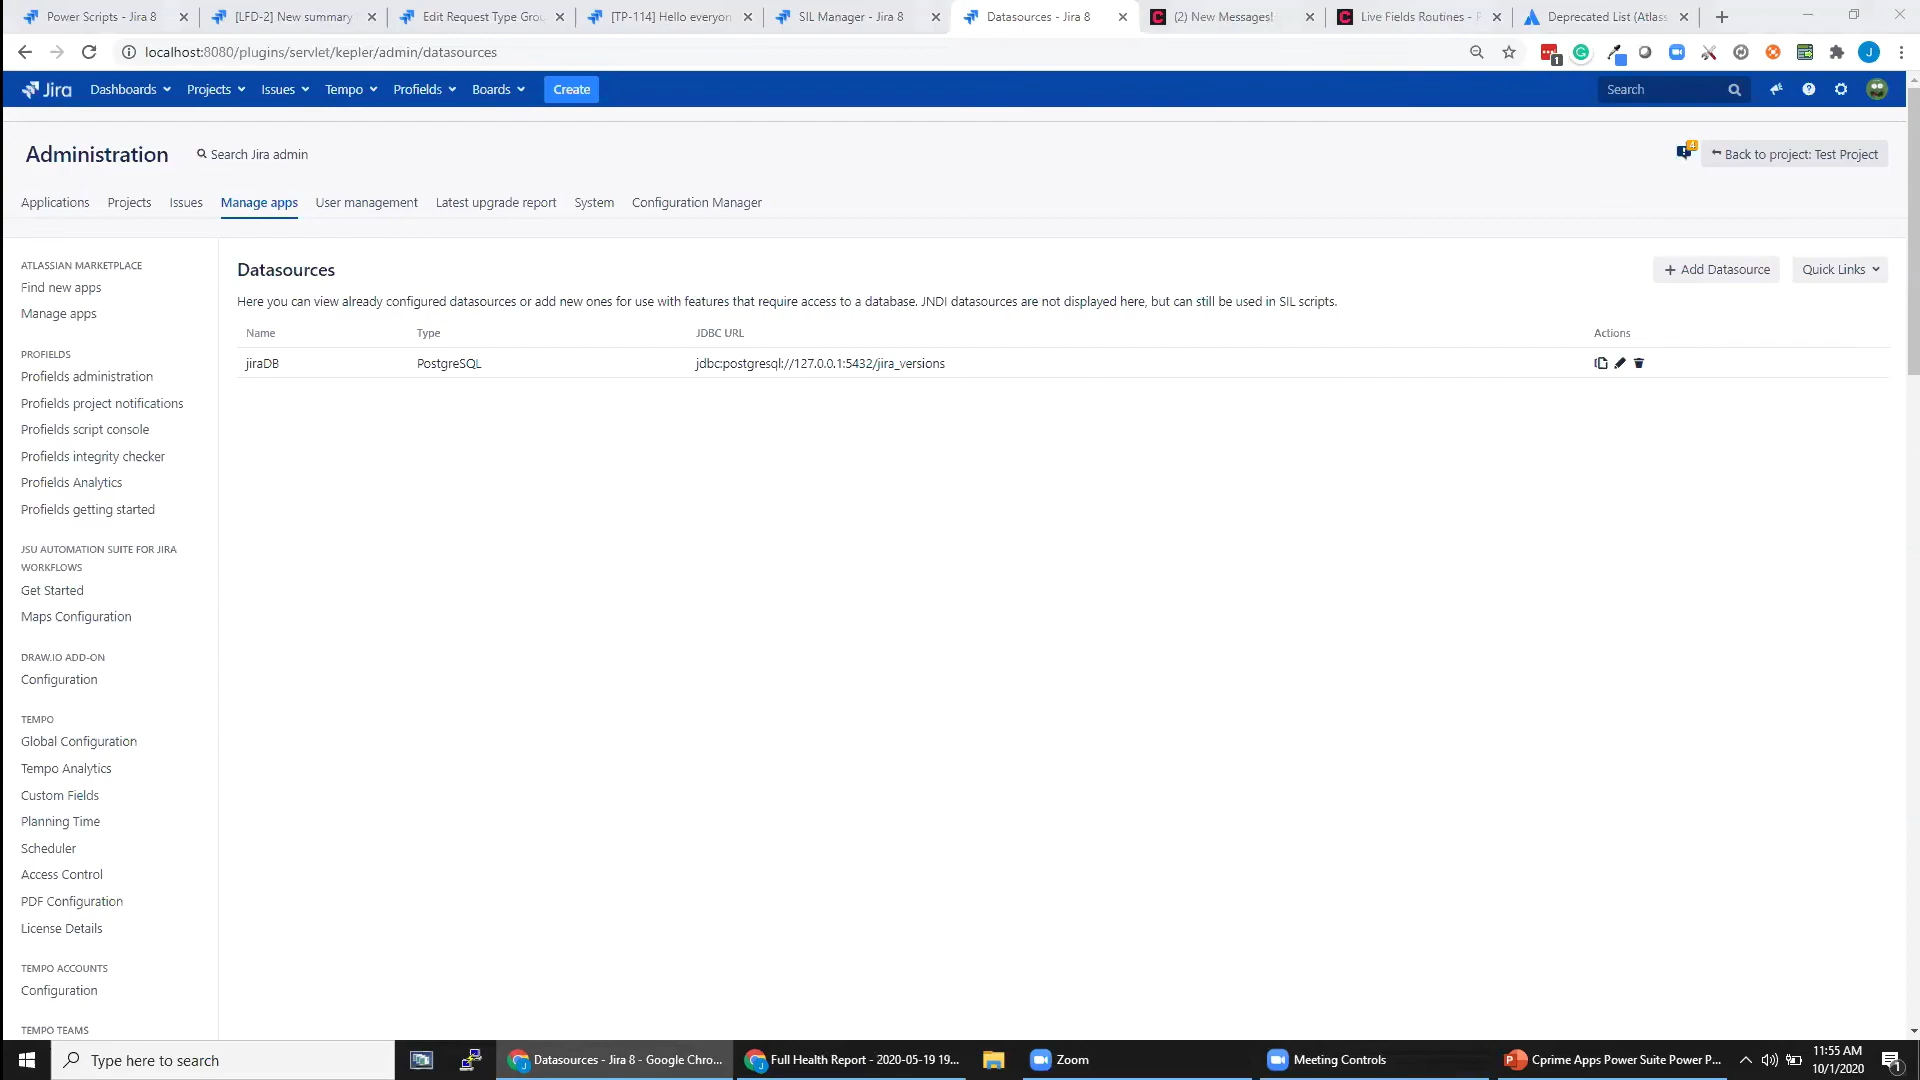 Power Scripts - Jira 8
[LFD-2] New summary
Edit Request Type Grou
[TP-114] Hello everyon
SIL Manager - Jira 8
Datasources - Jira 8
(2) New Messages!
Live Fields Routines - P
Deprecated List (Atlass
localhost:8080/plugins/servlet/kepler/admin/datasources
1
J
Jira
Dashboards
Projects
Issues
Tempo
Profields
Boards
Create
Search
Administration
Search Jira admin
4
Back to project: Test Project
Applications
Projects
Issues
Manage apps
User management
Latest upgrade report
System
Configuration Manager
ATLASSIAN MARKETPLACE
Find new apps
Manage apps
PROFIELDS
Profields administration
Profields project notifications
Profields script console
Profields integrity checker
Profields Analytics
Profields getting started
JSU AUTOMATION SUITE FOR JIRA
WORKFLOWS
Get Started
Maps Configuration
DRAW.IO ADD-ON
Configuration
TEMPO
Global Configuration
Tempo Analytics
Custom Fields
Planning Time
Scheduler
Access Control
PDF Configuration
License Details
TEMPO ACCOUNTS
Configuration
TEMPO TEAMS
Datasources
Add Datasource
Quick Links
Here you can view already configured datasources or add new ones for use with features that require access to a database. JNDI datasources are not displayed here, but can still be used in SIL scripts.
Name Type JDBC URL Actions
jiraDB PostgreSQL jdbc:postgresql://127.0.0.1:5432/jira_versions
Type here to search
Datasources - Jira 8 - Google Chro...
Full Health Report - 2020-05-19 19...
Zoom
Meeting Controls
Cprime Apps Power Suite Power P...
11:55 AM
10/1/2020
1